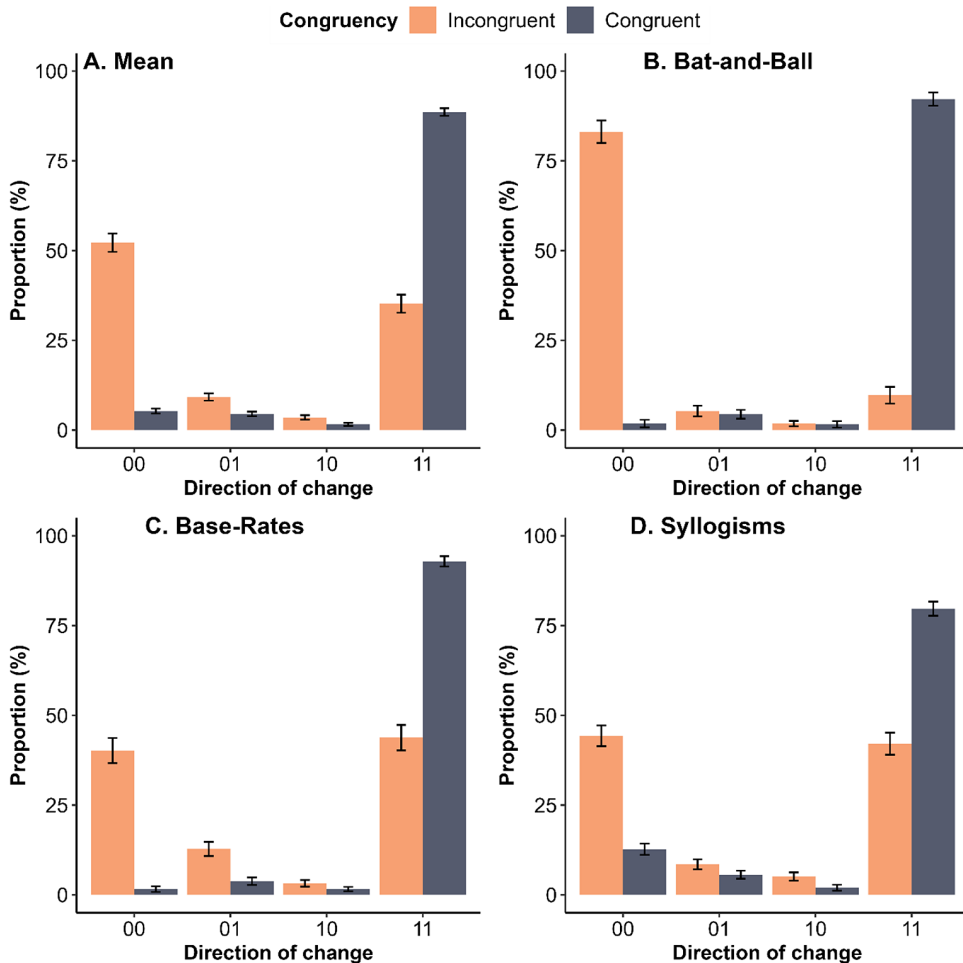 Congruency Incongruent Congruent
A. Mean
100
75
50
25
0
Proportion (%)
00 01 10 11
Direction of change
B. Bat-and-Ball
100
75
50
25
0
Proportion (%)
00 01 10 11
Direction of change
C. Base-Rates
100
75
50
25
0
Proportion (%)
00 01 10 11
Direction of change
D. Syllogisms
100
75
50
25
0
Proportion (%)
00 01 10 11
Direction of change